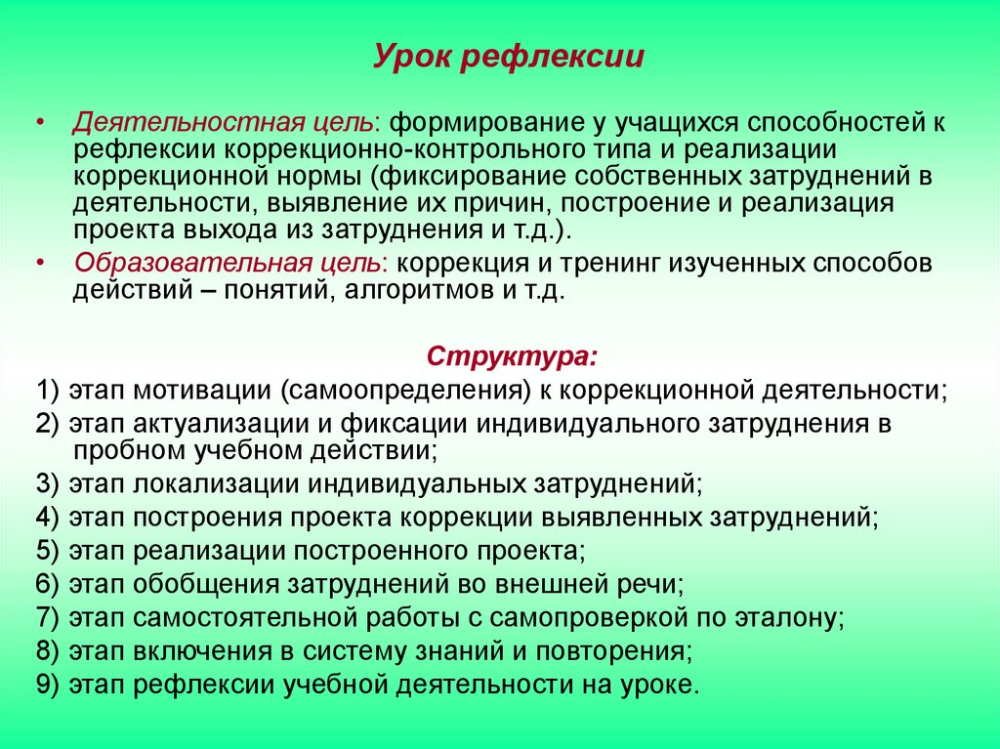 Урок рефлексии
• Деятельностная цель: формирование у учащихся способностей к
рефлексии коррекционно-контрольного типа и реализации
коррекционной нормы (фиксирование собственных затруднений в
деятельности, выявление их причин, построение и реализация
проекта выхода из затруднения и т.д.).
• Образовательная цель: коррекция и тренинг изученных способов
действий – понятий, алгоритмов и т.д.
Структура:
1) этап мотивации (самоопределения) к коррекционной деятельности;
2) этап актуализации и фиксации индивидуального затруднения в
пробном учебном действии;
3) этап локализации индивидуальных затруднений;
4) этап построения проекта коррекции выявленных затруднений;
5) этап реализации построенного проекта;
6) этап обобщения затруднений во внешней речи;
7) этап самостоятельной работы с самопроверкой по эталону;
8) этап включения в систему знаний и повторения;
9) этап рефлексии учебной деятельности на уроке.